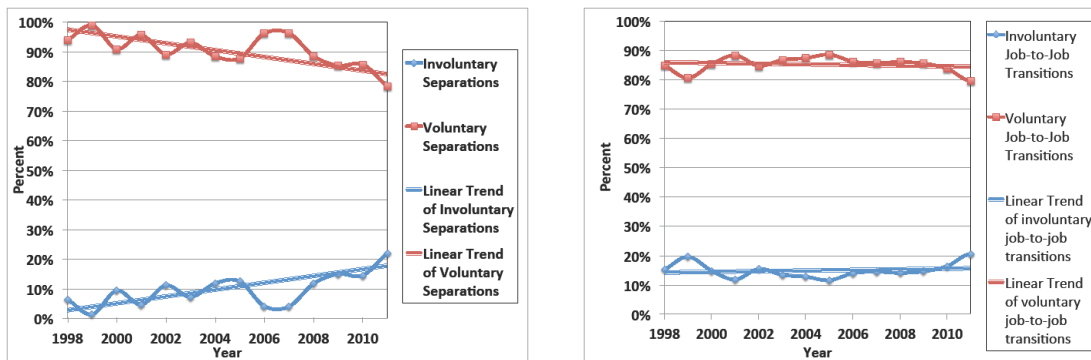 100%
90%
80%
70%
60%
50%
40%
30%
20%
10%
0%
Percent
1998 2000 2002 2004 2006 2008 2010
Year
Involuntary
Separations
Voluntary
Separations
Linear Trend
of Involuntary
Separations
Linear Trend
of Voluntary
Separations
100%
90%
80%
70%
60%
50%
40%
30%
20%
10%
0%
Percent
1998 2000 2002 2004 2006 2008 2010
Year
Involuntary
Job-to-Job
Transitions
Voluntary
Job-to-Job
Transitions
Linear Trend
of involuntary
job-to-job
transitions
Linear Trend
of voluntary
job-to-job
transitions